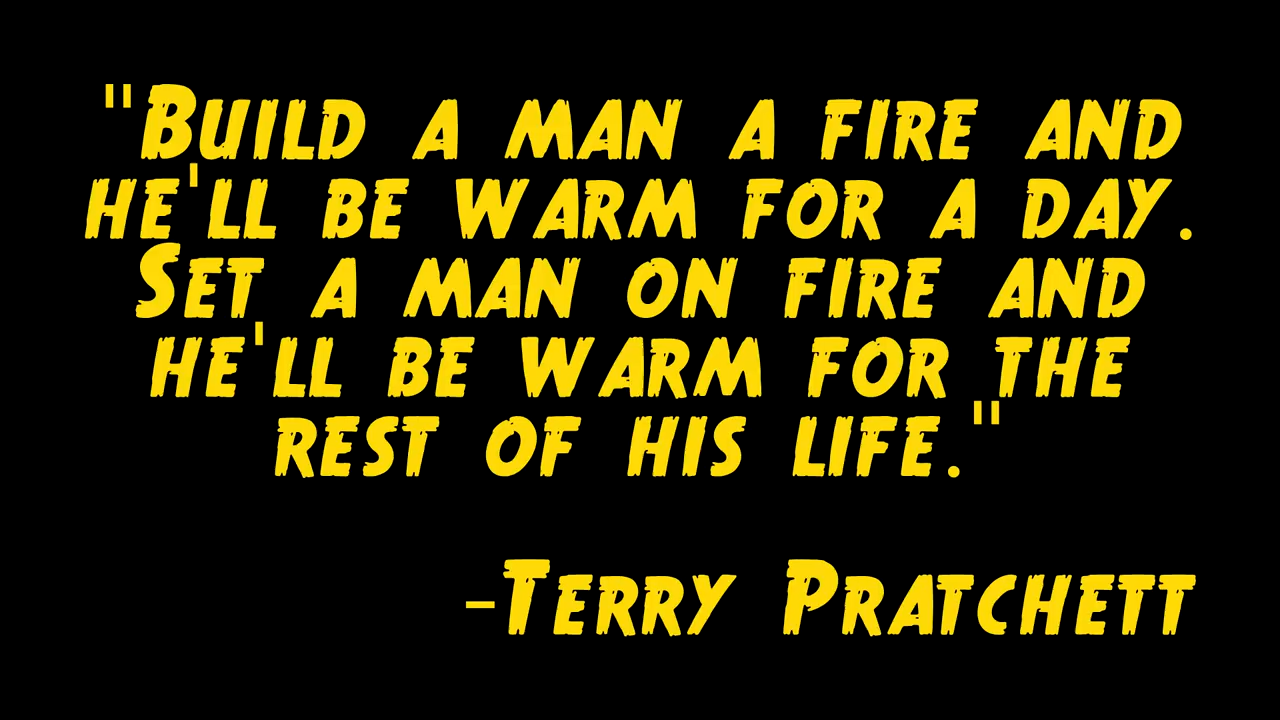 "Build a man a fire and
he'll be warm for a day.
Set a man on fire and
he'll be warm for the
rest of his life."
-Terry Pratchett